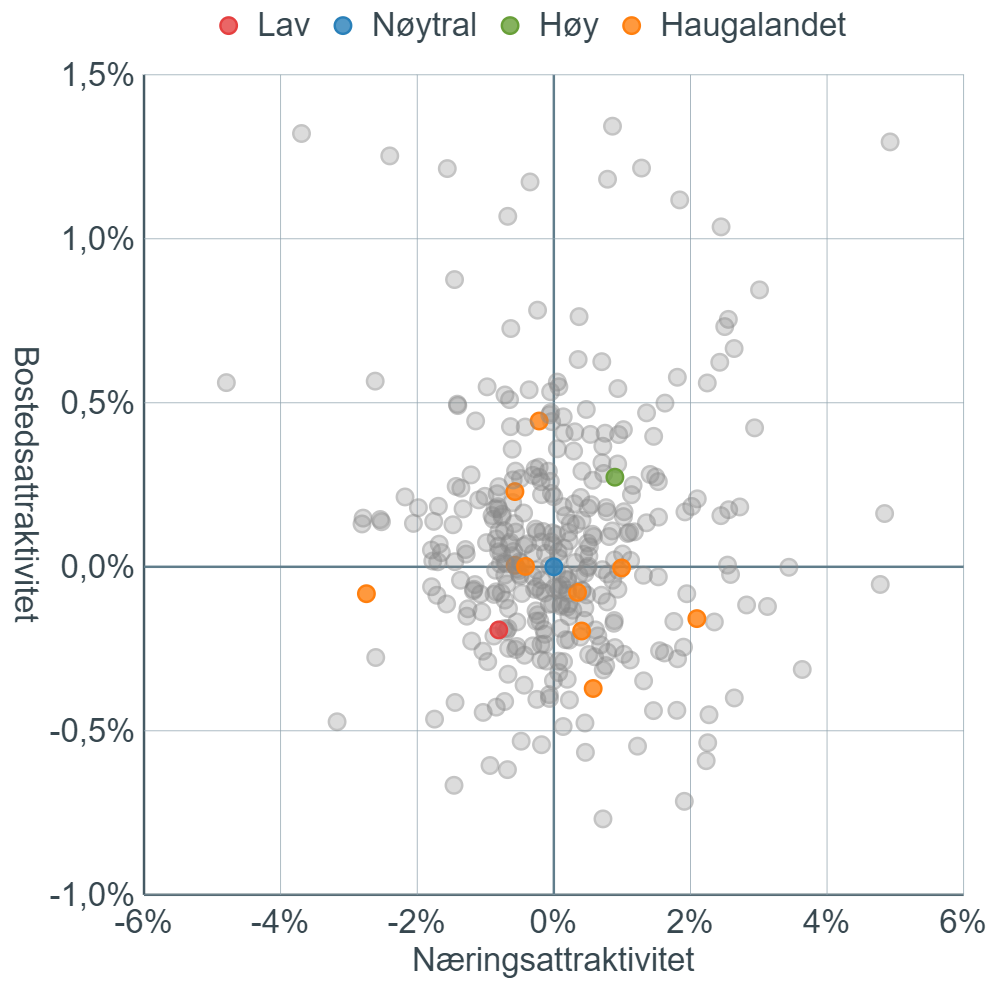 Lav Nøytral Høy Haugalandet
1,5%
1,0%
0,5%
0,0%
-0,5%
-1,0%
Bostedsattraktivitet
-6% -4% -2% 0% 2% 4% 6%
Næringsattraktivitet